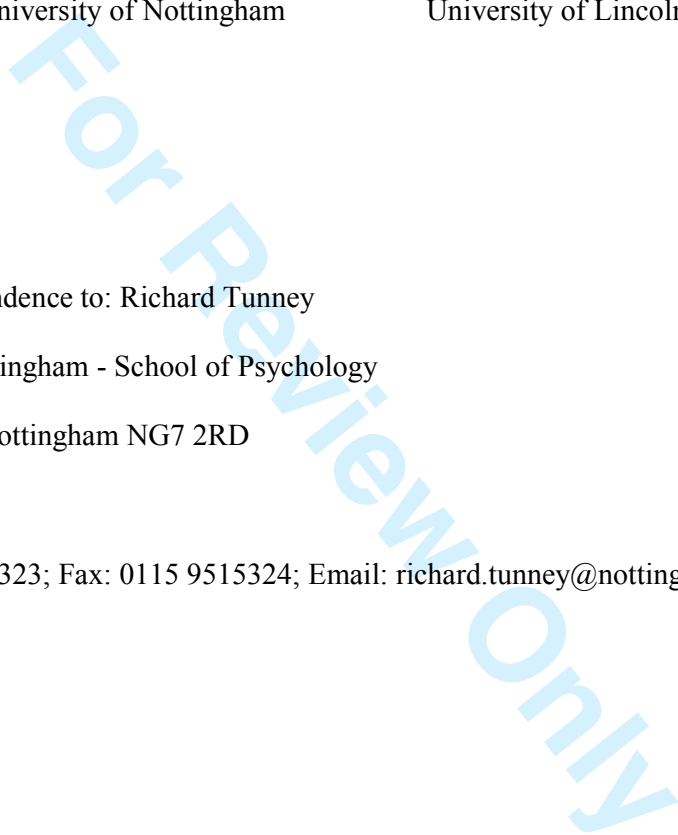 University of Nottingham University of Lincoln
ndence to: Richard Tunney
ingham - School of Psychology
ottingham NG7 2RD
323; Fax: 0115 9515324; Email: richard.tunney@notting
For Review Only